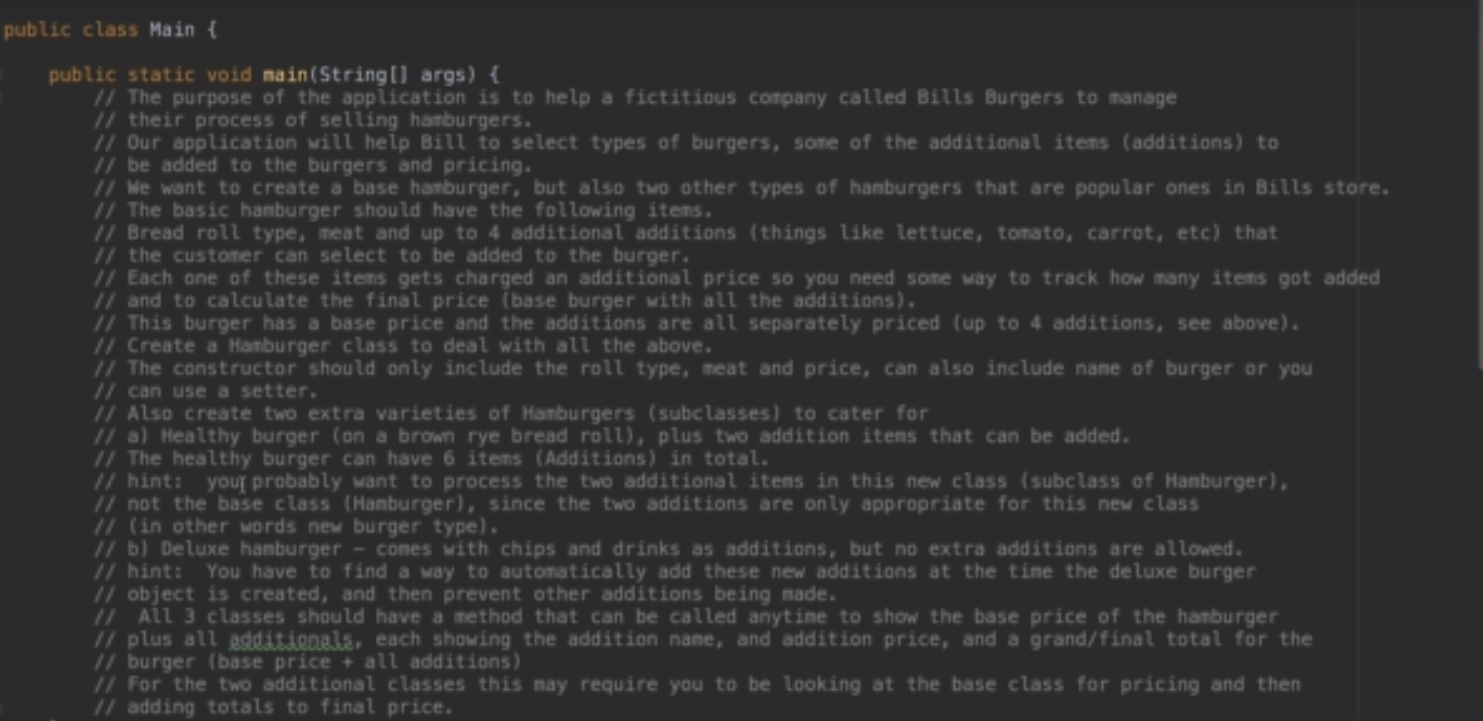 public class Main {
public static void main(String[] args) {
// The purpose of the application is to help a fictitious company called Bills Burgers to manage
// their process of selling hamburgers.
// Our application will help Bill to select types of burgers, some of the additional items (additions) to
// be added to the burgers and pricing.
// We want to create a base hamburger, but also two other types of hamburgers that are popular ones in Bills store.
// The basic hamburger should have the following items.
// Bread roll type, meat and up to 4 additional additions (things like lettuce, tomato, carrot, etc) that
// the customer can select to be added to the burger.
// Each one of these items gets charged an additional price so you need some way to track how many items got added
// and to calculate the final price (base burger with all the additions).
// This burger has a base price and the additions are all separately priced (up to 4 additions, see above).
// Create a Hamburger class to deal with all the above.
// The constructor should only include the roll type, meat and price, can also include name of burger or you
// can use a setter.
// Also create two extra varieties of Hamburgers (subclasses) to cater for
// a) Healthy burger (on a brown rye bread roll), plus two addition items that can be added.
// The healthy burger can have 6 items (Additions) in total.
// hint:  you probably want to process the two additional items in this new class (subclass of Hamburger),
// not the base class (Hamburger), since the two additions are only appropriate for this new class
// (in other words new burger type).
// b) Deluxe hamburger – comes with chips and drinks as additions, but no extra additions are allowed.
// hint:  You have to find a way to automatically add these new additions at the time the deluxe burger
// object is created, and then prevent other additions being made.
//  All 3 classes should have a method that can be called anytime to show the base price of the hamburger
// plus all additionals, each showing the addition name, and addition price, and a grand/final total for the
// burger (base price + all additions)
// For the two additional classes this may require you to be looking at the base class for pricing and then
// adding totals to final price.